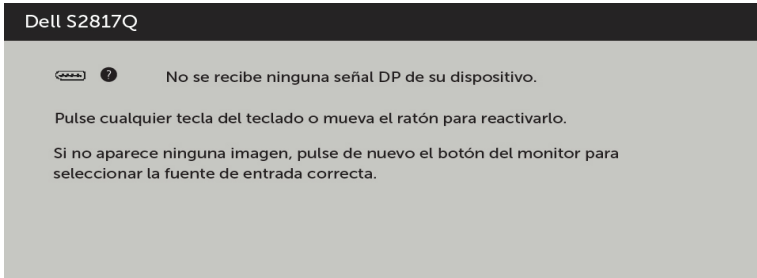 Dell S2817Q
? No se recibe ninguna señal DP de su dispositivo.
Pulse cualquier tecla del teclado o mueva el ratón para reactivarlo.
Si no aparece ninguna imagen, pulse de nuevo el botón del monitor para
seleccionar la fuente de entrada correcta.